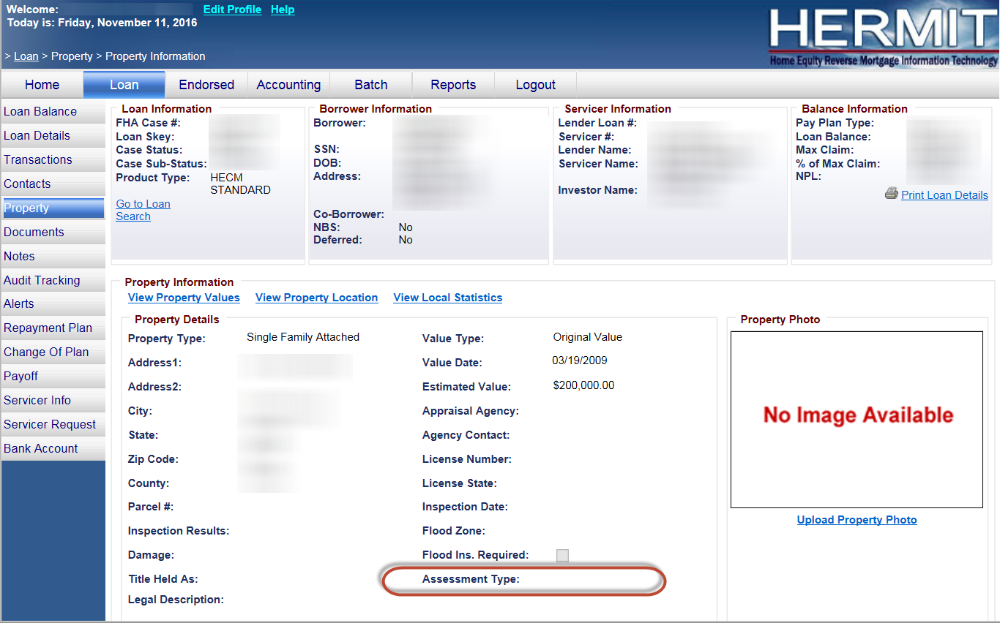 Welcome: Edit Profile Help
Today is: Friday, November 11, 2016
HERMIT
Home Equity Reverse Mortgage Information Technology
> Loan > Property > Property Information
Home Loan Endorsed Accounting Batch Reports Logout
Loan Balance
Loan Details
Transactions
Contacts
Property
Documents
Notes
Audit Tracking
Alerts
Repayment Plan
Change Of Plan
Payoff
Servicer Info
Servicer Request
Bank Account
Loan Information
FHA Case #:
Loan Skey:
Case Status:
Case Sub-Status:
Product Type: HECM
STANDARD
Go to Loan
Search
Borrower Information
Borrower:
SSN:
DOB:
Address:
Co-Borrower:
NBS: No
Deferred: No
Servicer Information
Lender Loan #:
Servicer #:
Lender Name:
Servicer Name:
Investor Name:
Balance Information
Pay Plan Type:
Loan Balance:
Max Claim:
% of Max Claim:
NPL:
Print Loan Details
Property Information
View Property Values View Property Location View Local Statistics
Property Details
Property Type: Single Family Attached
Address1:
Address2:
City:
State:
Zip Code:
County:
Parcel #:
Inspection Results:
Damage:
Title Held As:
Legal Description:
Value Type: Original Value
Value Date: 03/19/2009
Estimated Value: $200,000.00
Appraisal Agency:
Agency Contact:
License Number:
License State:
Inspection Date:
Flood Zone:
Flood Ins. Required:
Assessment Type:
Property Photo
No Image Available
Upload Property Photo